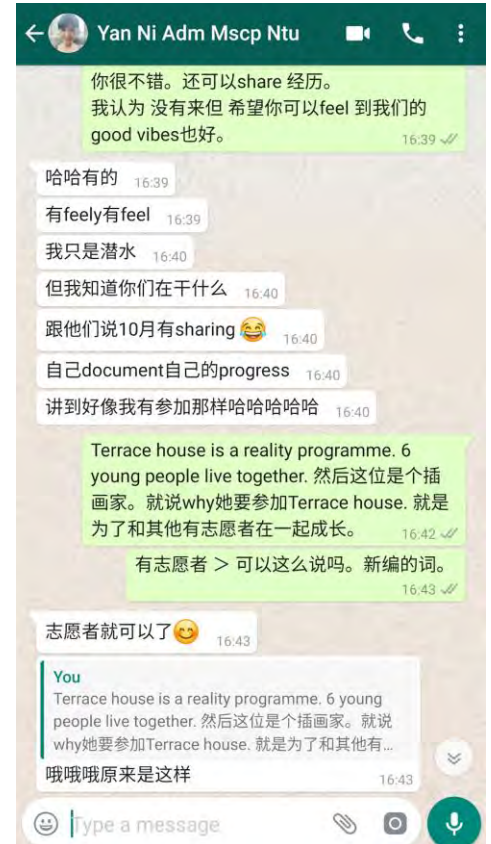 Yan Ni Adm Mscp Ntu
你很不错。还可以share 经历。
我认为 没有来但 希望你可以feel 到我们的
good vibes也好。
16:39
哈哈有的 16:39
有feely有feel 16:39
我只是潜水 16:40
但我知道你们在干什么 16:40
跟他们说10月有sharing😂 16:40
自己document自己的progress 16:40
讲到好像我有参加那样哈哈哈哈哈 16:40
Terrace house is a reality programme. 6
young people live together. 然后这位是个插
画家。就说why她要参加Terrace house. 就是
为了和其他有志愿者在一起成长。 16:42
有志愿者 > 可以这么说吗。新编的词。
16:43
志愿者就可以了😊 16:43
You
Terrace house is a reality programme. 6 young
people live together. 然后这位是个插画家。就说
why她要参加Terrace house. 就是为了和其他有...
哦哦哦原来是这样 16:43
Type a message